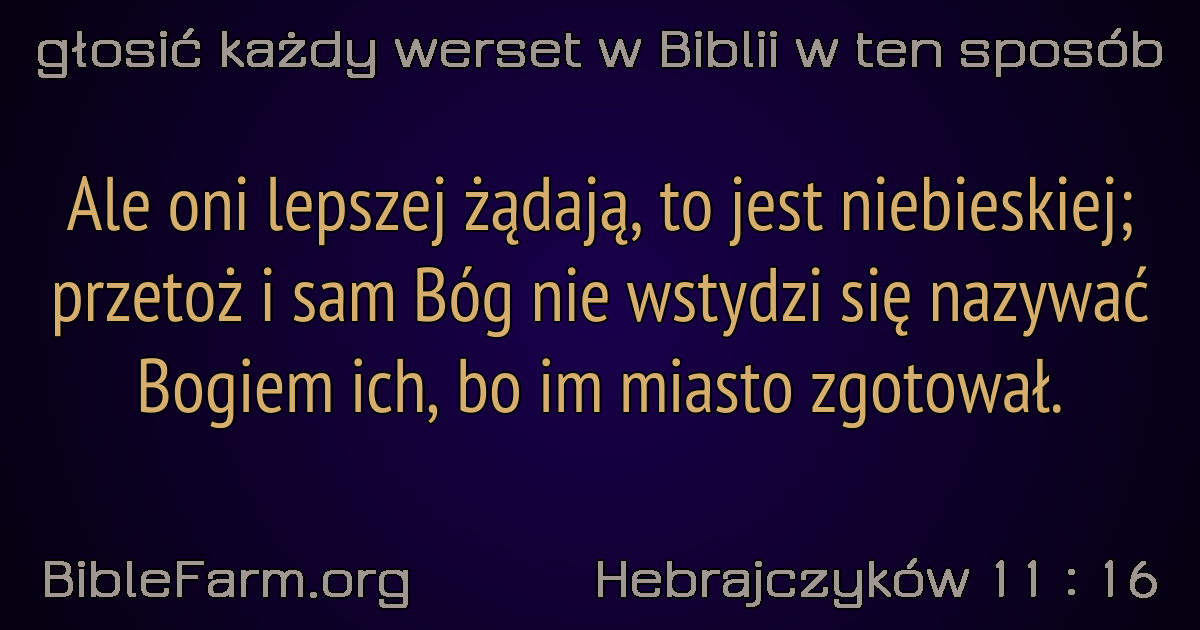 głosić każdy werset w Biblii w ten sposób
Ale oni lepszej żądają, to jest niebieskiej;
przetoż i sam Bóg nie wstydzi się nazywać
Bogiem ich, bo im miasto zgotował.
BibleFarm.org
Hebrajczyków 11 : 16